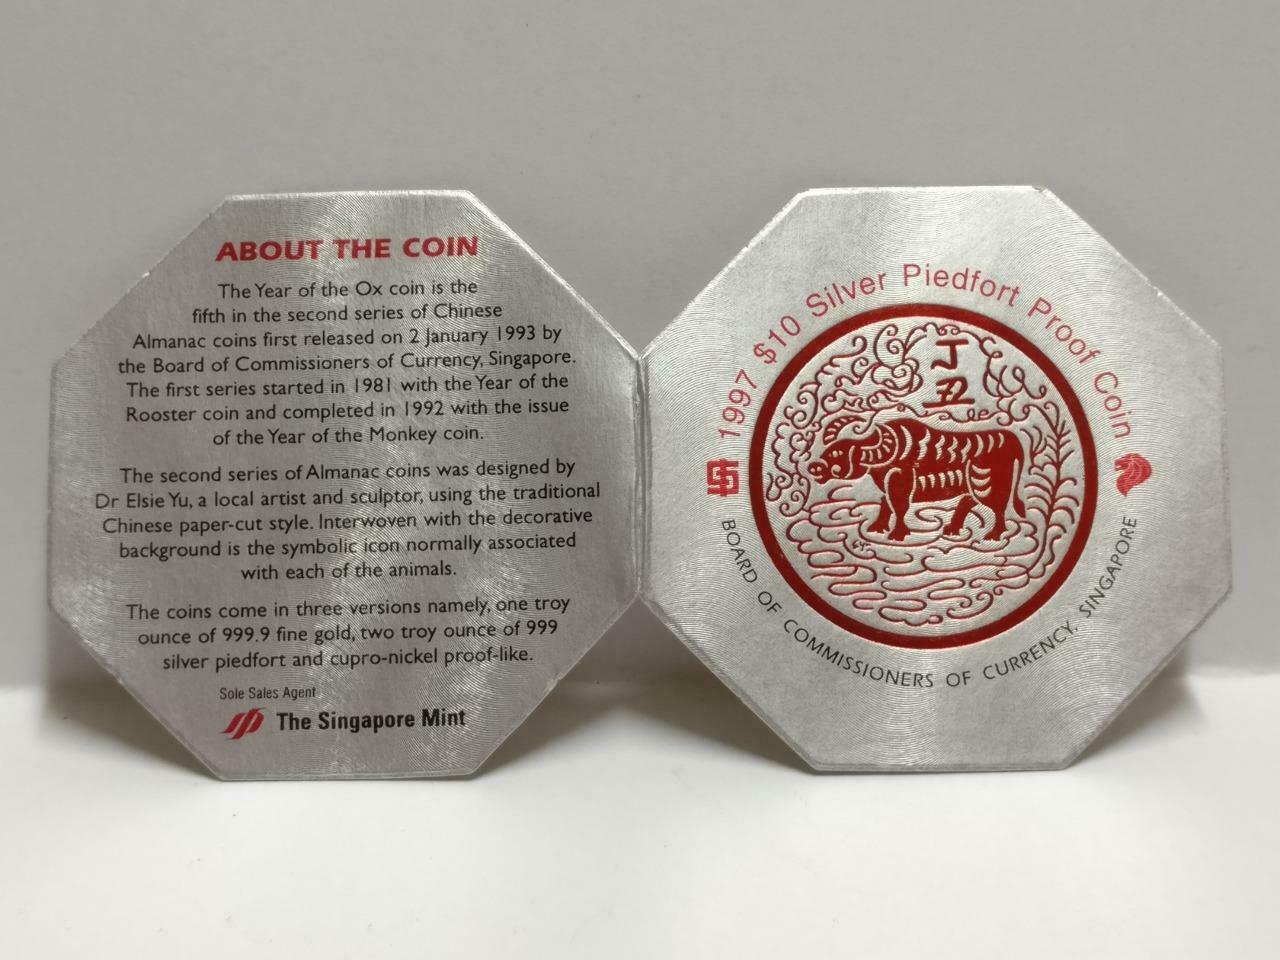 ABOUT THE COIN
The Year of the Ox coin is the
fifth in the second series of Chinese
Almanac coins first released on 2 January 1993 by
the Board of Commissioners of Currency, Singapore.
The first series started in 1981 with the Year of the
Rooster coin and completed in 1992 with the issue
of the Year of the Monkey coin.
The second series of Almanac coins was designed by
Dr Elsie Yu, a local artist and sculptor, using the traditional
Chinese paper-cut style. Interwoven with the decorative
background is the symbolic icon normally associated
with each of the animals.
The coins come in three versions namely, one troy
ounce of 999.9 fine gold, two troy ounce of 999
silver piedfort and cupro-nickel proof-like.
Sole Sales Agent
The Singapore Mint
1997 $10 Silver Piedfort Proof Coin
丁
丑
BOARD OF COMMISSIONERS OF CURRENCY, SINGAPORE